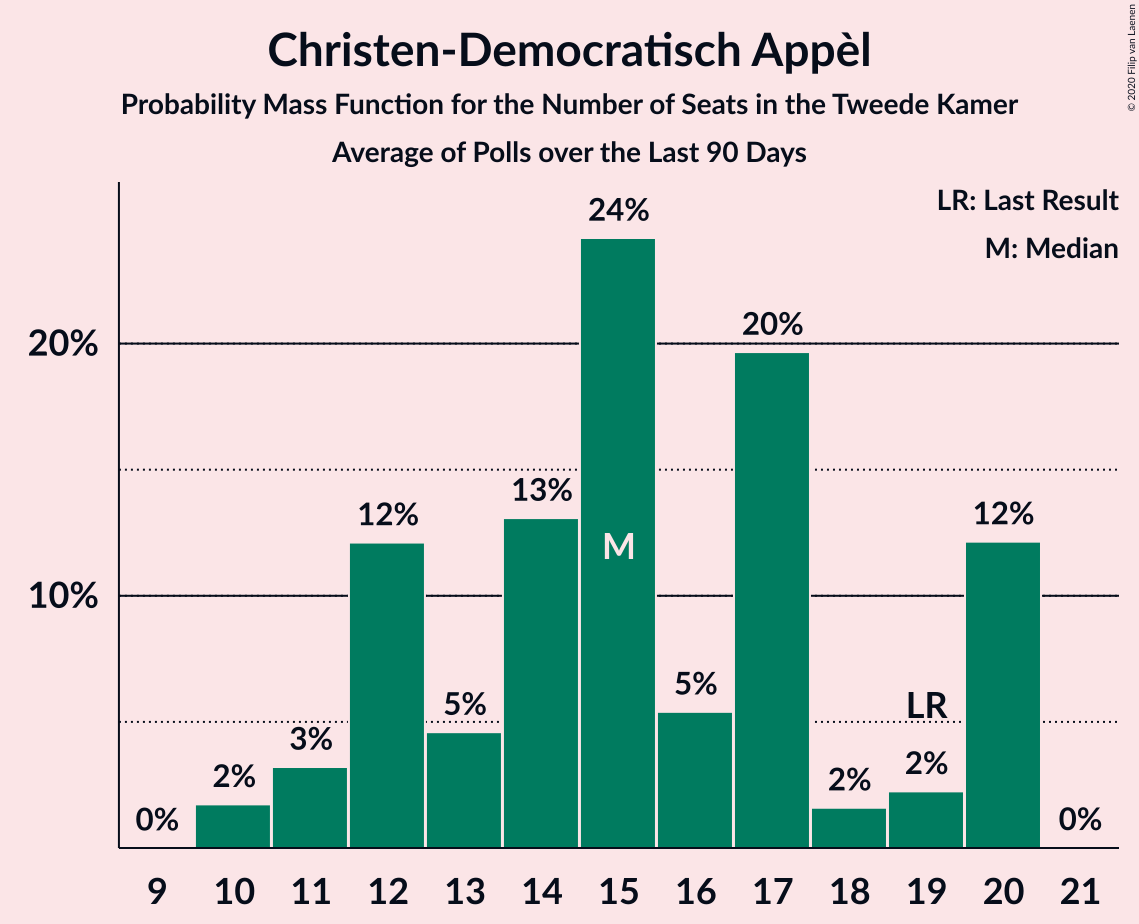 Christen-Democratisch Appèl
Probability Mass Function for the Number of Seats in the Tweede Kamer
Average of Polls over the Last 90 Days
© 2020 Filip van Laenen
LR: Last Result
M: Median
20%
10%
0%
2%
3%
12%
5%
13%
24%
M
5%
20%
2%
LR
2%
12%
0%
9 10 11 12 13 14 15 16 17 18 19 20 21